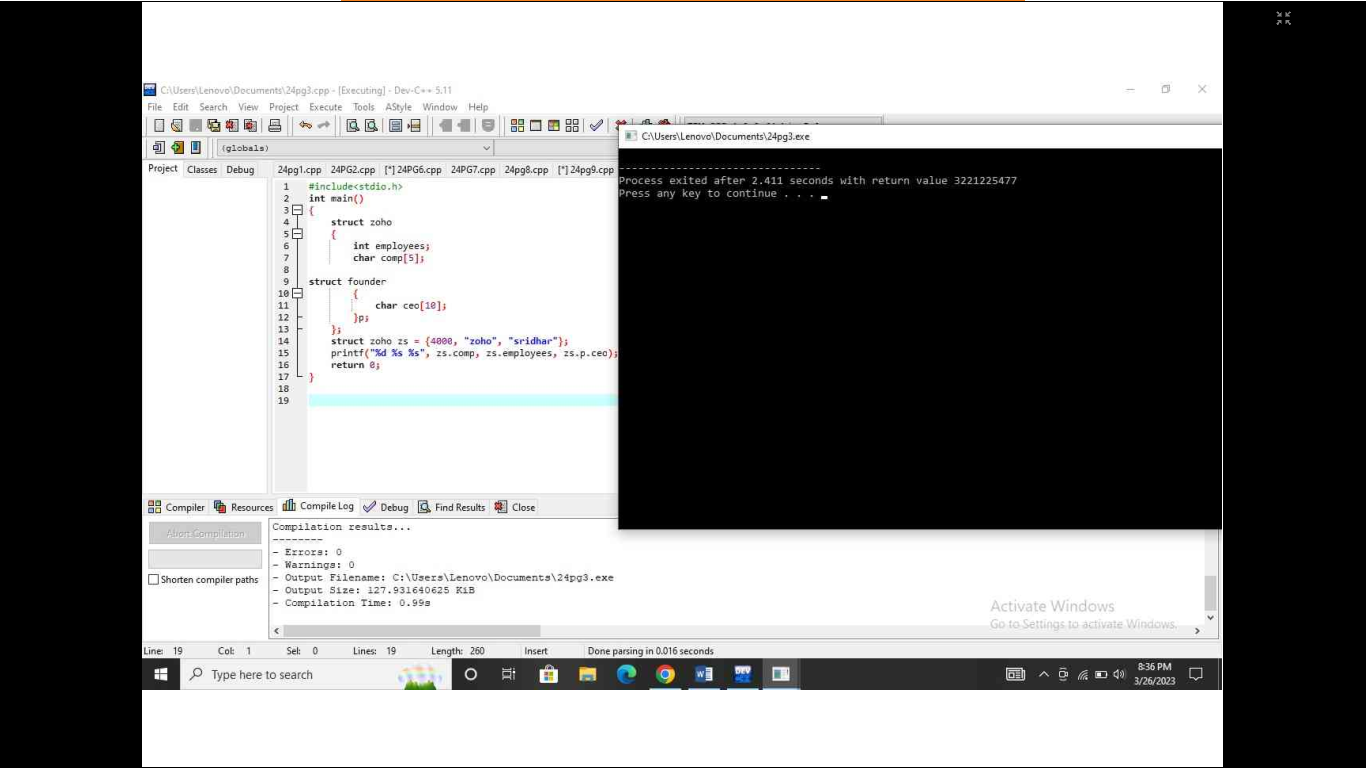 C:\Users\Lenovo\Documents\24pg3.cpp - [Executing] - Dev-C++ 5.11
File Edit Search View Project Execute Tools AStyle Window Help
(globals)
Project Classes Debug
24pg1.cpp 24PG2.cpp [*] 24PG6.cpp 24PG7.cpp 24pg8.cpp [*] 24pg9.cpp
1 #include<stdio.h>
2 int main()
3 {
4 struct zoho
5 {
6 int employees;
7 char comp[5];
8
9 struct founder
10 {
11 char ceo[10];
12 }p;
13 };
14 struct zoho zs = {4000, "zoho", "sridhar"};
15 printf("%d %s %s", zs.comp, zs.employees, zs.p.ceo);
16 return 0;
17 }
18
19
C:\Users\Lenovo\Documents\24pg3.exe
--------------------------------
Process exited after 2.411 seconds with return value 3221225477
Press any key to continue . . .
Compiler Resources Compile Log Debug Find Results Close
Abort Compilation
Shorten compiler paths
Compilation results...
--------
- Errors: 0
- Warnings: 0
- Output Filename: C:\Users\Lenovo\Documents\24pg3.exe
- Output Size: 127.931640625 KiB
- Compilation Time: 0.99s
Activate Windows
Go to Settings to activate Windows.
Line: 19 Col: 1 Sel: 0 Lines: 19 Length: 260 Insert Done parsing in 0.016 seconds
Type here to search
DEV
8:36 PM
3/26/2023